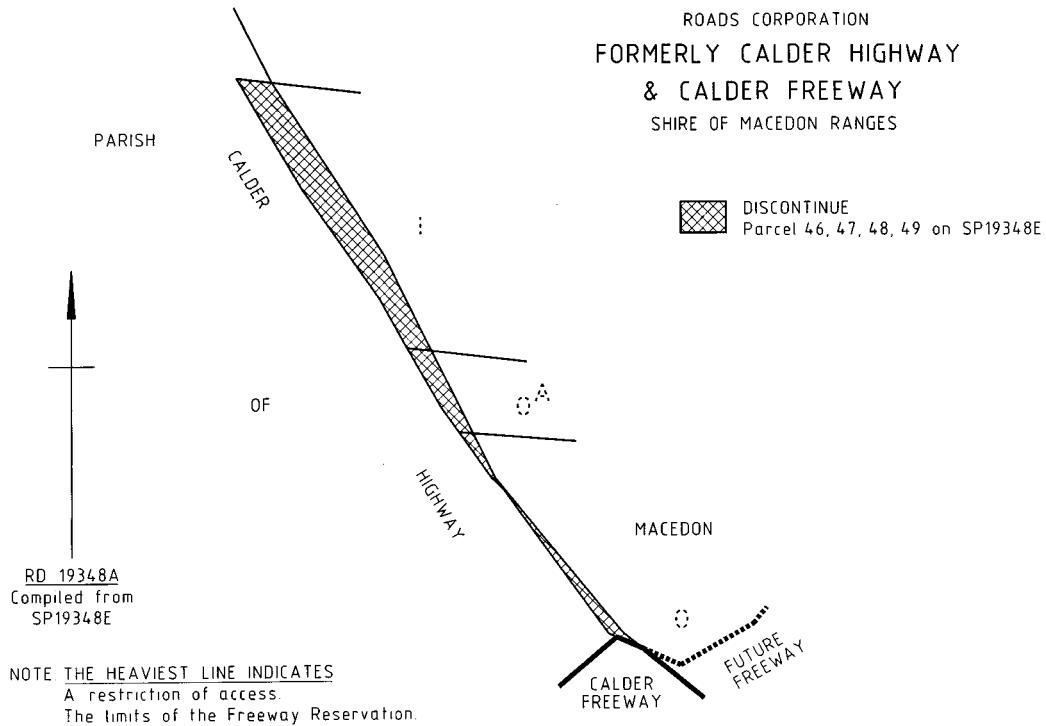 ROADS CORPORATION
FORMERLY CALDER HIGHWAY
& CALDER FREEWAY
SHIRE OF MACEDON RANGES
DISCONTINUE
Parcel 46, 47, 48, 49 on SP19348E
PARISH
CALDER
OF
A
HIGHWAY
MACEDON
RD 19348A
Compiled from
SP19348E
CALDER
FREEWAY
FUTURE
FREEWAY
NOTE THE HEAVIEST LINE INDICATES
A restriction of access.
The limits of the Freeway Reservation.